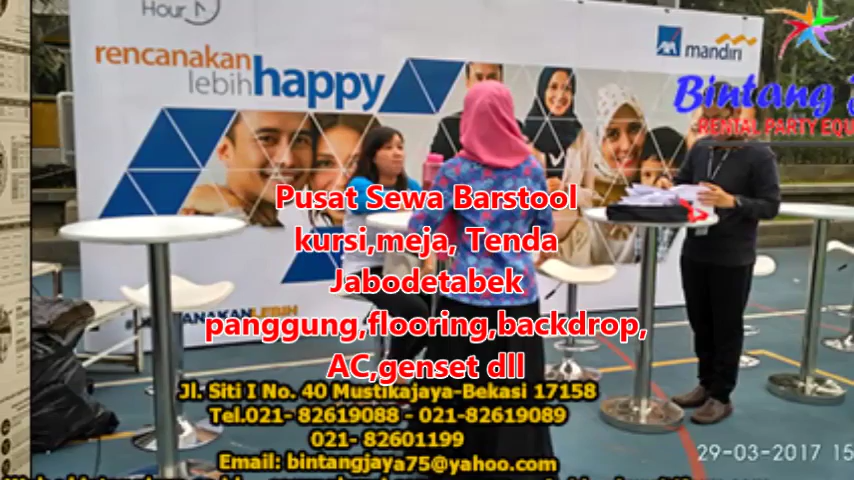 Hour
rencanakan
lebih happy
AXA mandiri
Bintang
RENTAL PARTY EQU
Pusat Sewa Barstool
kursi,meja, Tenda
Jabodetabek
panggung,flooring,backdrop,
AC,genset dll
ANAKANLEBIH
Jl. Siti I No. 40 Mustikajaya-Bekasi 17158
Tel.021- 82619088 - 021-82619089
021- 82601199
Email: bintangjaya75@yahoo.com
29-03-2017 15